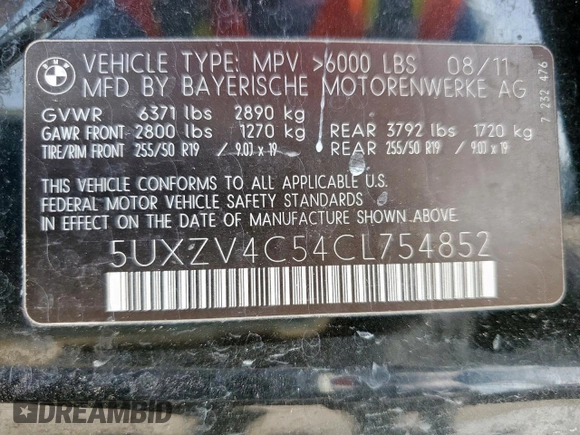 BMW
VEHICLE TYPE: MPV >6000 LBS 08/11
MFD BY BAYERISCHE MOTORENWERKE AG
7 232 476
GVWR 6371 lbs 2890 kg
GAWR FRONT-2800 lbs 1270 kg REAR 3792 lbs 1720 kg
TIRE/RIM FRONT 255/50 R19 / 9.0J x 19 REAR 255/50 R19 / 9.0J x 19
THIS VEHICLE CONFORMS TO ALL APPLICABLE U.S.
FEDERAL MOTOR VEHICLE SAFETY STANDARDS
IN EFFECT ON THE DATE OF MANUFACTURE SHOWN ABOVE.
5UXZV4C54CL754852
DREAMBID